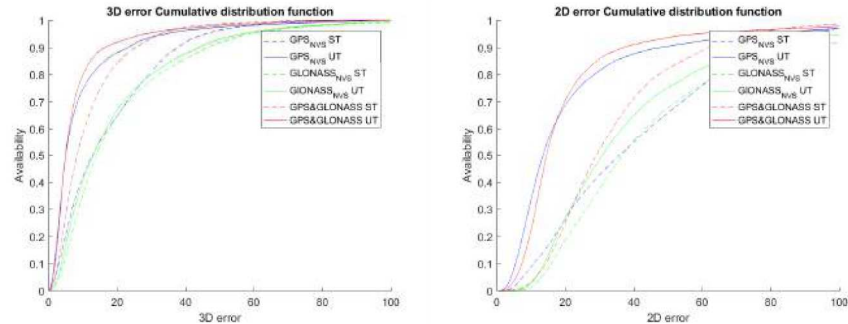 3D error Cumulative distribution function
1
0.9
0.8
0.7
0.6
0.5
0.4
0.3
0.2
0.1
0
Availability
0 20 40 60 80 100
3D error
GPS_NVS ST
GPS_NVS UT
GLONASS_NVS ST
GIONASS_NVS UT
GPS&GLONASS ST
GPS&GLONASS UT
2D error Cumulative distribution function
1
0.9
0.8
0.7
0.6
0.5
0.4
0.3
0.2
0.1
0
Availability
0 20 40 60 80 100
2D error
GPS_NVS ST
GPS_NVS UT
GLONASS_NVS ST
GIONASS_NVS UT
GPS&GLONASS ST
GPS&GLONASS UT